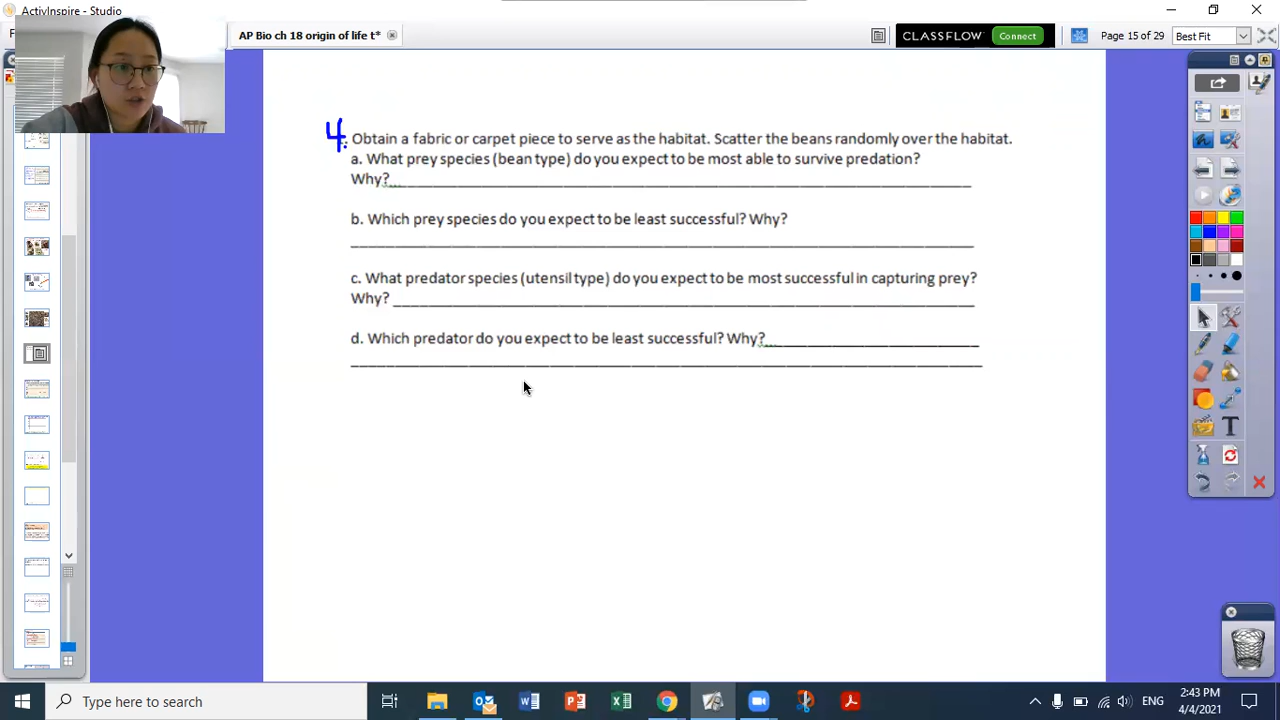 ActivInspire - Studio
AP Bio ch 18 origin of life t*
CLASSFLOW Connect
Page 15 of 29
Best Fit
4. Obtain a fabric or carpet piece to serve as the habitat. Scatter the beans randomly over the habitat.
a. What prey species (bean type) do you expect to be most able to survive predation?
Why?
b. Which prey species do you expect to be least successful? Why?
c. What predator species (utensil type) do you expect to be most successful in capturing prey?
Why?
d. Which predator do you expect to be least successful? Why?
Type here to search
ENG
2:43 PM
4/4/2021